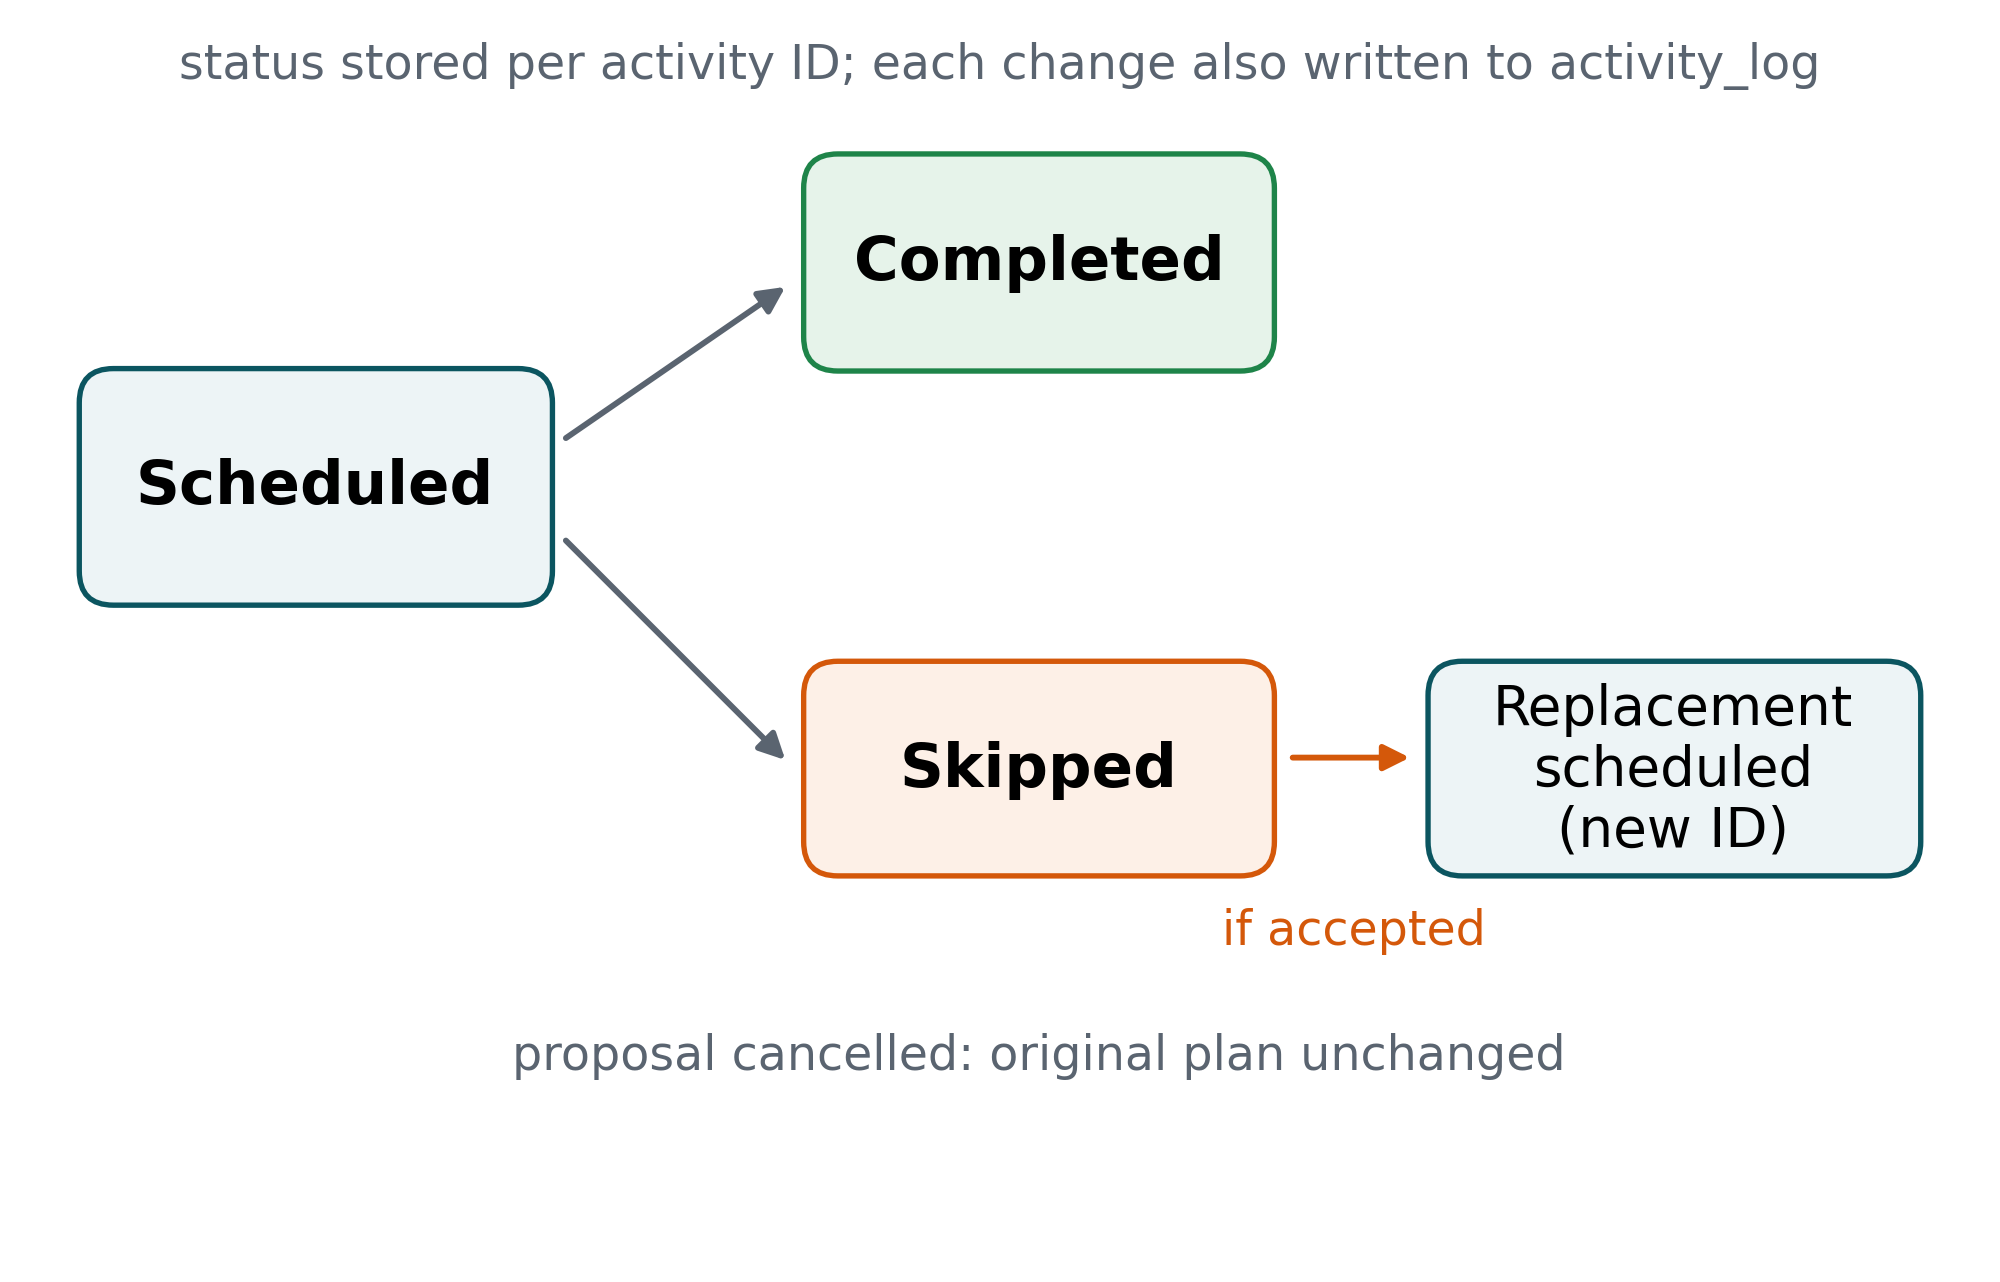 status stored per activity ID; each change also written to activity_log
Completed
Scheduled
Skipped
Replacement
scheduled
(new ID)
if accepted
proposal cancelled: original plan unchanged